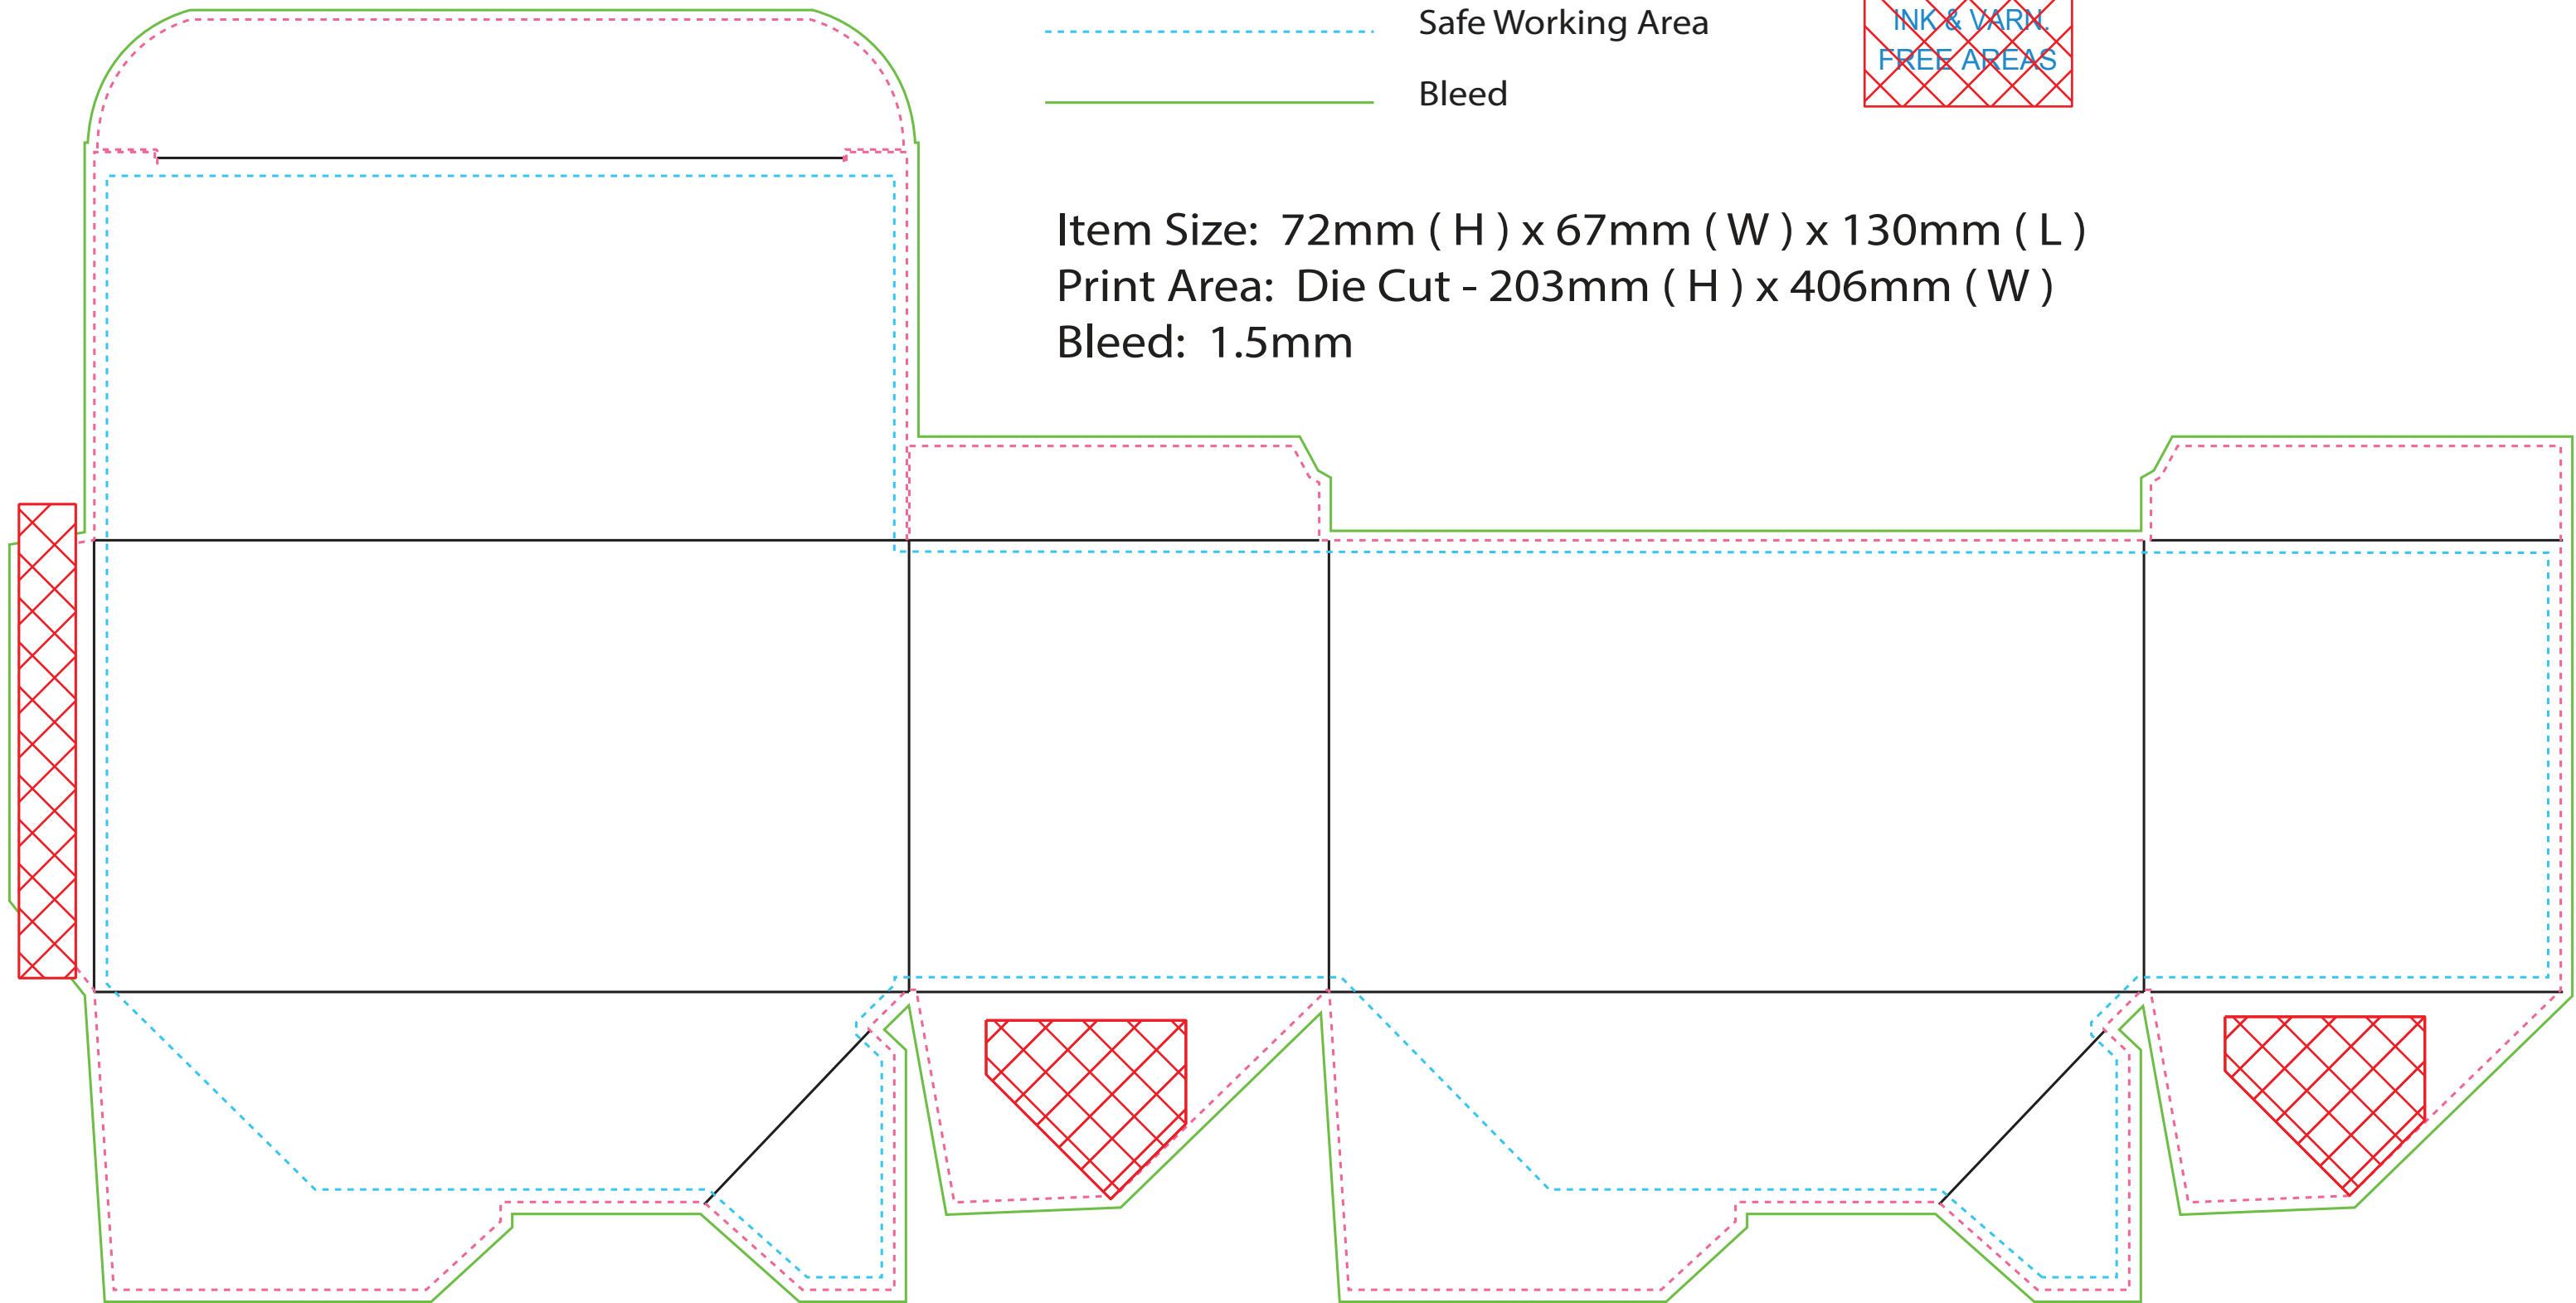 Safe Working Area
Bleed
INK & VARN.
FREE AREAS
Item Size: 72mm ( H ) x 67mm ( W ) x 130mm ( L )
Print Area: Die Cut - 203mm ( H ) x 406mm ( W )
Bleed: 1.5mm